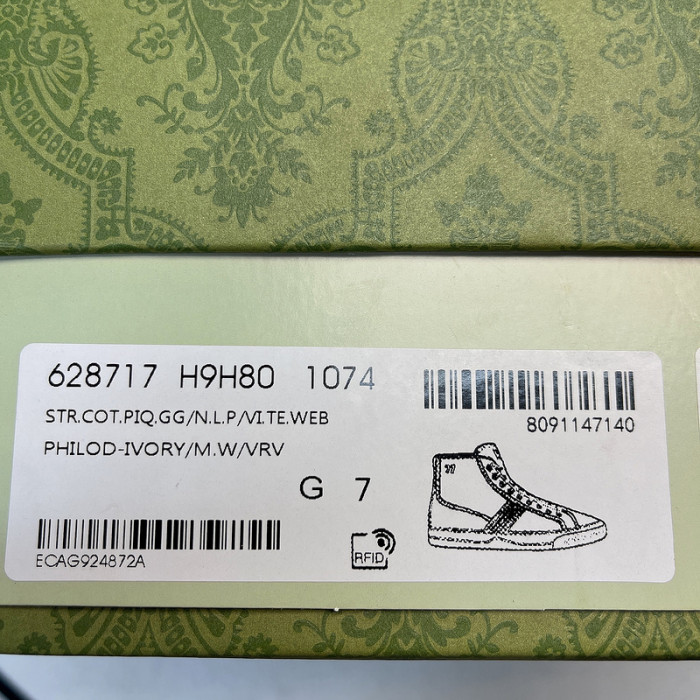 628717 H9H80 1074
8091147140
STR.COT.PIQ.GG/N.L.P/VI.TE.WEB
PHILOD-IVORY/M.W/VRV
G 7
ECAG924872A
RFID